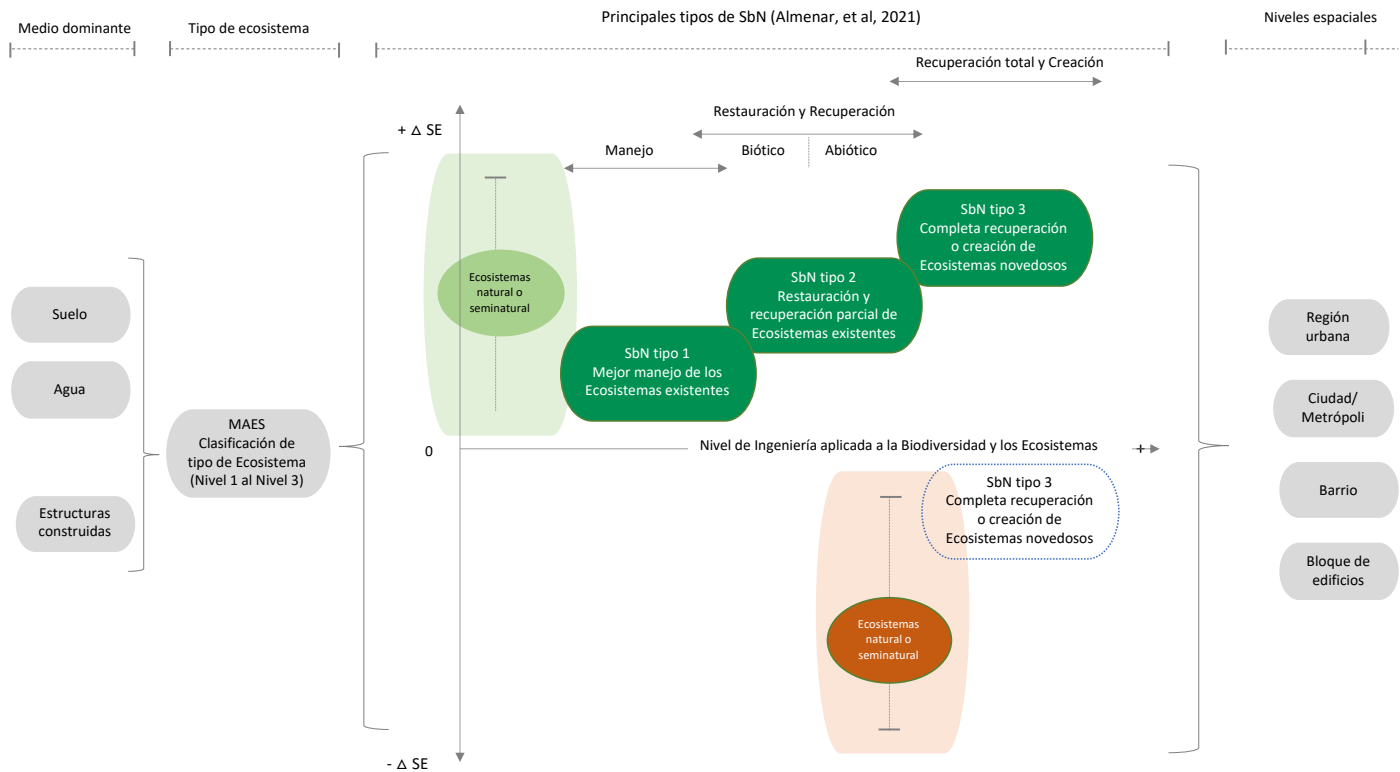 Medio dominante
Tipo de ecosistema
Principales tipos de SbN (Almenar, et al, 2021)
Niveles espaciales
Recuperación total y Creación
Restauración y Recuperación
Manejo
Biótico
Abiótico
+ Δ SE
Suelo
Agua
Estructuras
construidas
MAES
Clasificación de
tipo de Ecosistema
(Nivel 1 al Nivel 3)
Ecosistemas
natural o
seminatural
SbN tipo 1
Mejor manejo de los
Ecosistemas existentes
SbN tipo 2
Restauración y
recuperación parcial de
Ecosistemas existentes
SbN tipo 3
Completa recuperación
o creación de
Ecosistemas novedosos
0
Nivel de Ingeniería aplicada a la Biodiversidad y los Ecosistemas
+
SbN tipo 3
Completa recuperación
o creación de
Ecosistemas novedosos
Ecosistemas
natural o
seminatural
- Δ SE
Región
urbana
Ciudad/
Metrópoli
Barrio
Bloque de
edificios